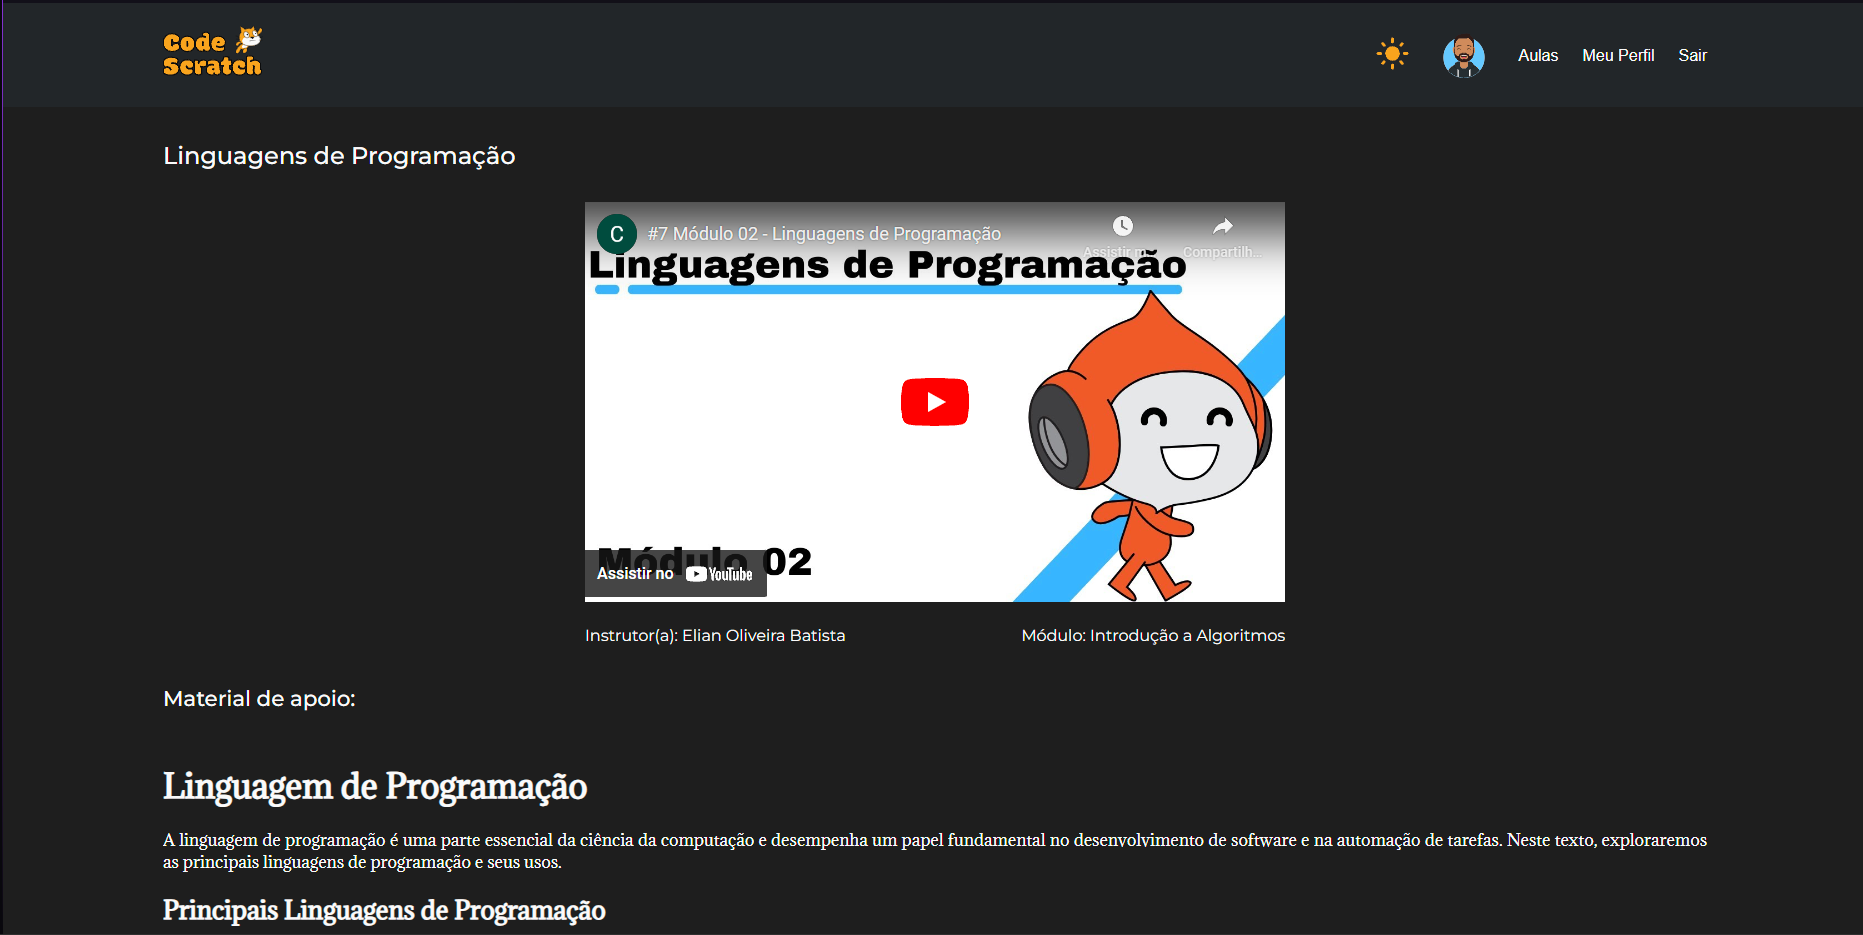 Code
Scratch
Aulas Meu Perfil Sair
Linguagens de Programação
C #7 Módulo 02 - Linguagens de Programação
Assistir m... Compartilh...
Linguagens de Programação
Módulo 02
Assistir no YouTube
Instrutor(a): Elian Oliveira Batista Módulo: Introdução a Algoritmos
Material de apoio:
Linguagem de Programação
A linguagem de programação é uma parte essencial da ciência da computação e desempenha um papel fundamental no desenvolvimento de software e na automação de tarefas. Neste texto, exploraremos
as principais linguagens de programação e seus usos.
Principais Linguagens de Programação